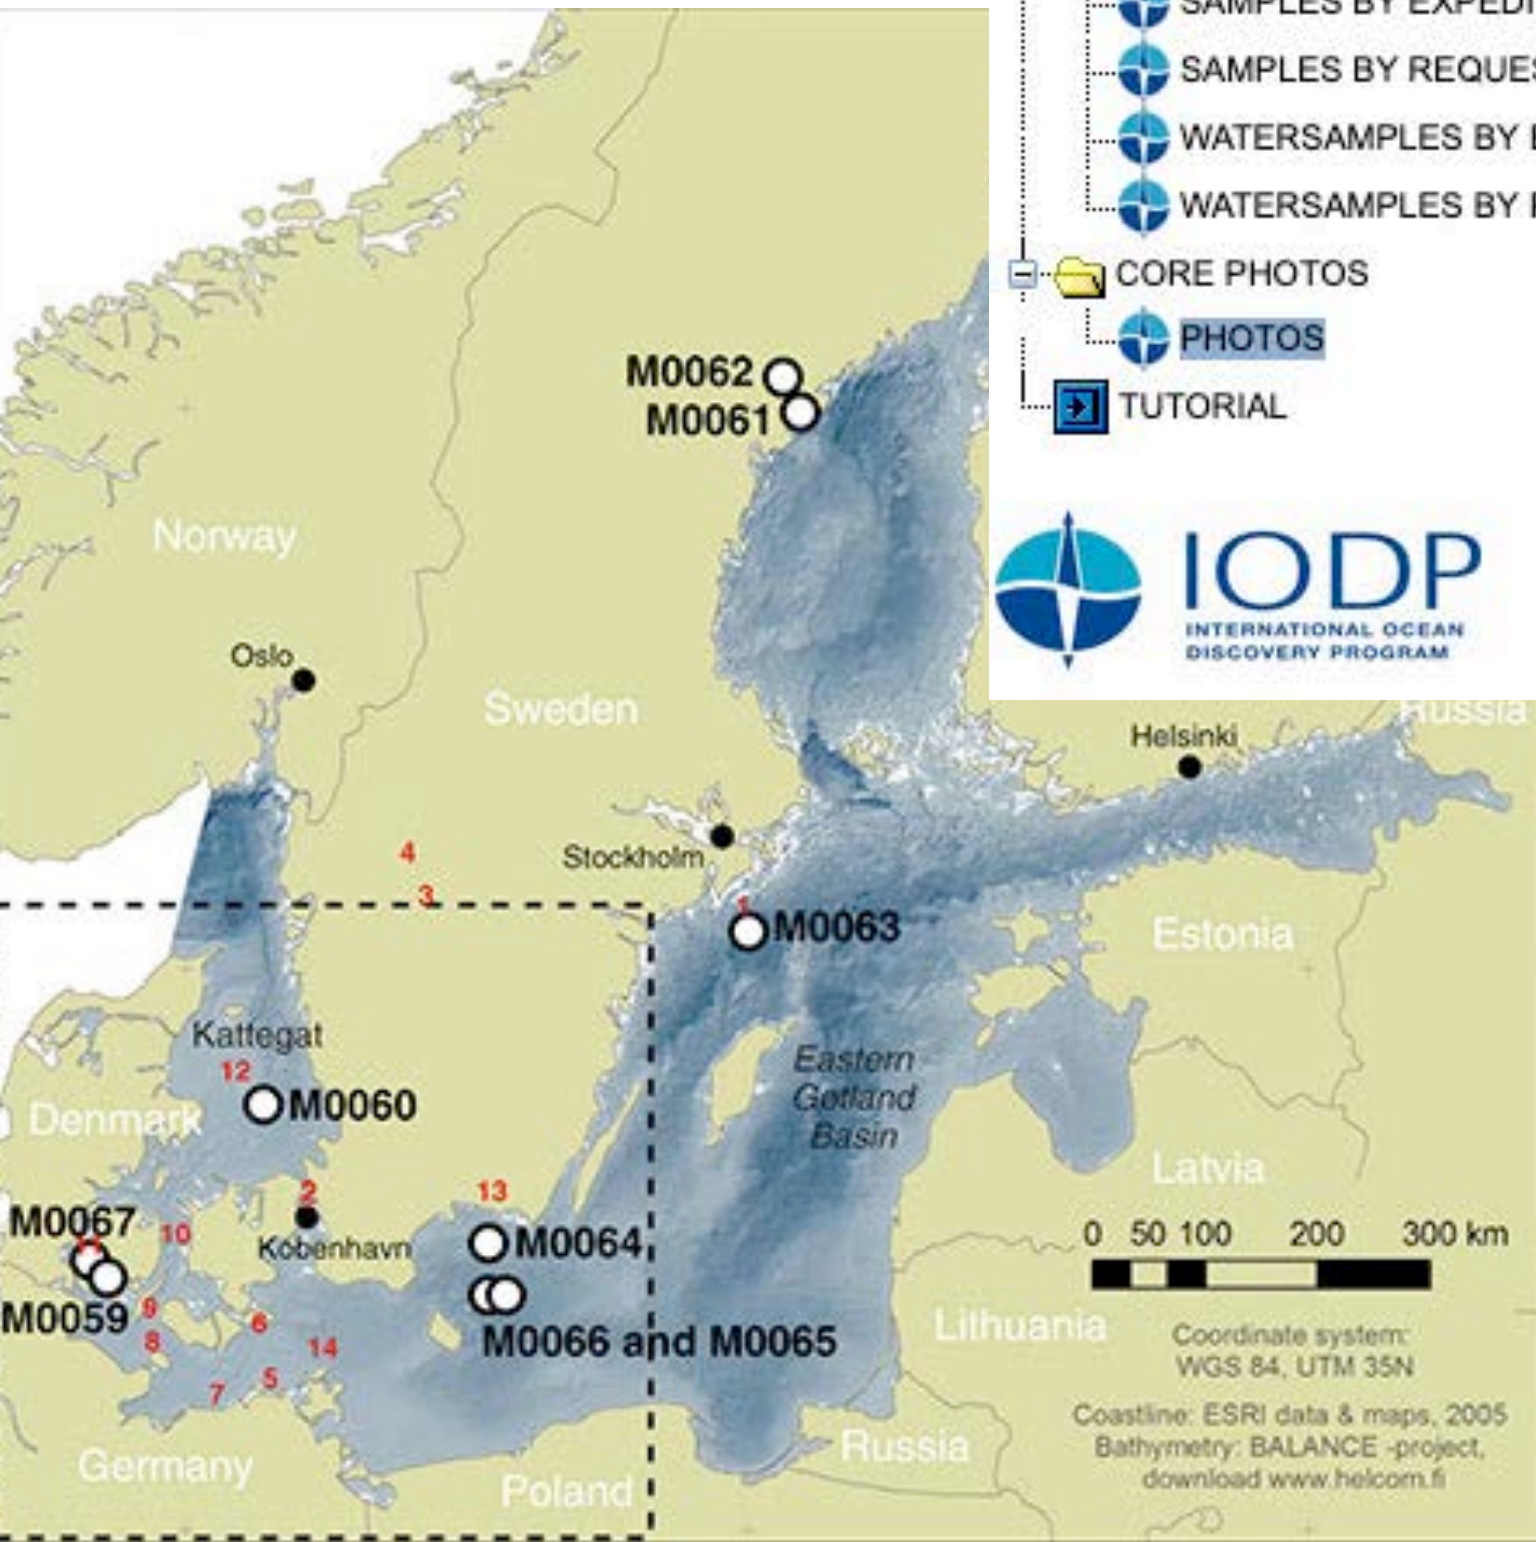 SAMPLES BY REQUES
WATERSAMPLES BY
WATERSAMPLES BY
CORE PHOTOS
PHOTOS
TUTORIAL
IODP
INTERNATIONAL OCEAN
DISCOVERY PROGRAM
M0062
M0061
Norway
Oslo
Sweden
Russia
Helsinki
4
Stockholm
3
1
M0063
Estonia
Kattegat
12
Eastern
Gotland
Basin
M0060
Denmark
Latvia
2
13
M0067
10
Kobenhavn
M0064
0 50 100 200 300 km
11
M0059
9
8
6
14
M0066 and M0065
Lithuania
Coordinate system:
WGS 84, UTM 35N
7
5
Coastline: ESRI data & maps, 2005
Bathymetry: BALANCE -project,
download www.helcom.fi
Germany
Poland
Russia